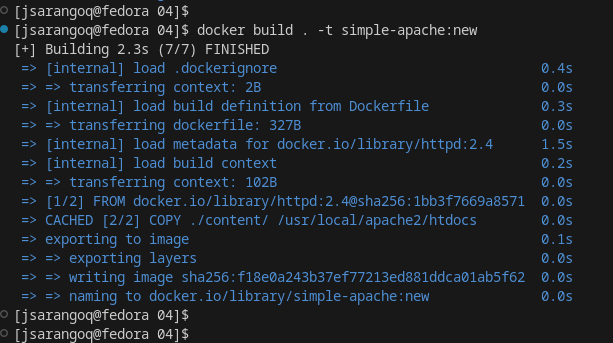 [jsarangoq@fedora 04]$
[jsarangoq@fedora 04]$ docker build . -t simple-apache:new
[+] Building 2.3s (7/7) FINISHED
=> [internal] load .dockerignore 0.4s
=> => transferring context: 2B 0.0s
=> [internal] load build definition from Dockerfile 0.3s
=> => transferring dockerfile: 327B 0.0s
=> [internal] load metadata for docker.io/library/httpd:2.4 1.5s
=> [internal] load build context 0.2s
=> => transferring context: 102B 0.0s
=> [1/2] FROM docker.io/library/httpd:2.4@sha256:1bb3f7669a8571 0.0s
=> CACHED [2/2] COPY ./content/ /usr/local/apache2/htdocs 0.0s
=> exporting to image 0.1s
=> => exporting layers 0.0s
=> => writing image sha256:f18e0a243b37ef77213ed881ddca01ab5f62 0.0s
=> => naming to docker.io/library/simple-apache:new 0.0s
[jsarangoq@fedora 04]$
[jsarangoq@fedora 04]$